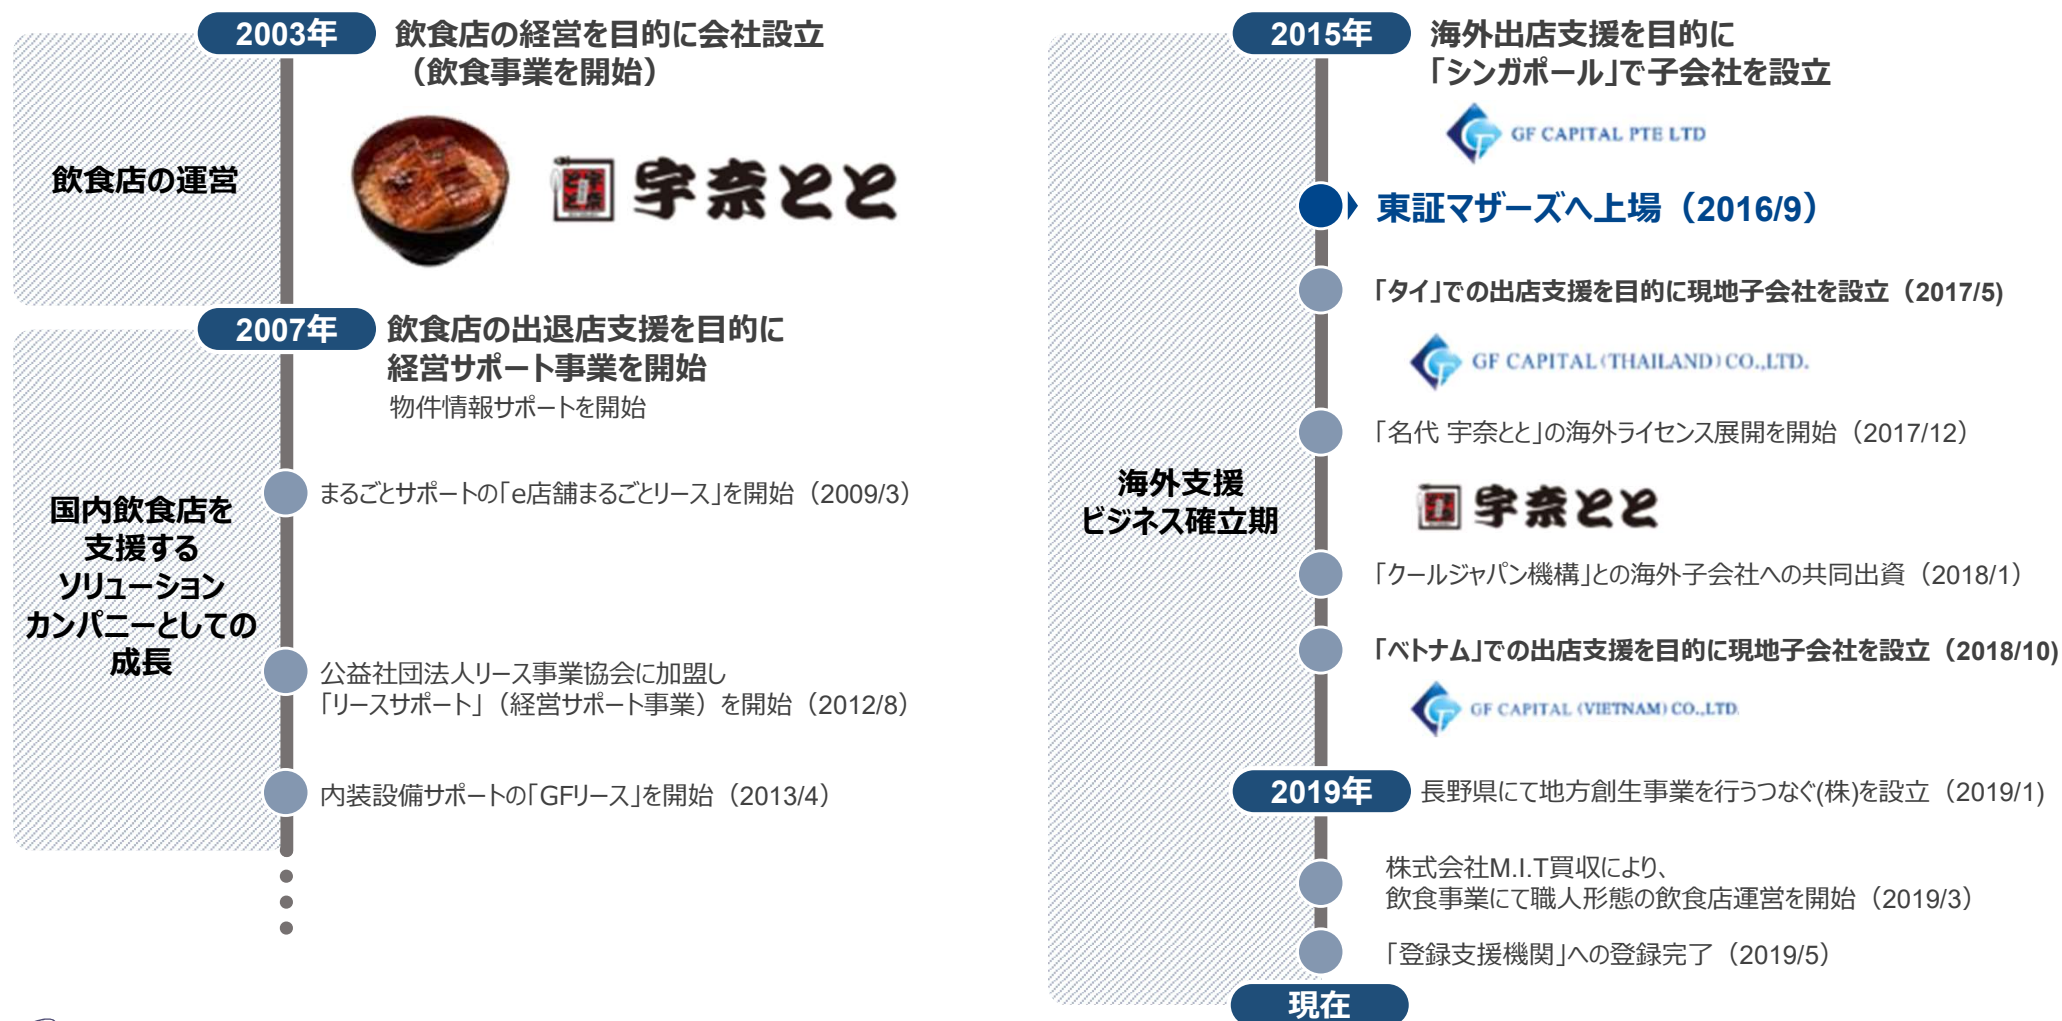 2003年
飲食店の経営を目的に会社設立
（飲食事業を開始）
飲食店の運営
宇奈とと
2007年
飲食店の出退店支援を目的に
経営サポート事業を開始
物件情報サポートを開始
国内飲食店を
支援する
ソリューション
カンパニーとしての
成長
まるごとサポートの「e店舗まるごとリース」を開始（2009/3）
公益社団法人リース事業協会に加盟し
「リースサポート」（経営サポート事業）を開始（2012/8）
内装設備サポートの「GFリース」を開始（2013/4）
2015年
海外出店支援を目的に
「シンガポール」で子会社を設立
GF CAPITAL PTE LTD
東証マザーズへ上場（2016/9）
「タイ」での出店支援を目的に現地子会社を設立（2017/5)
GF CAPITAL (THAILAND) CO.,LTD.
「名代 宇奈とと」の海外ライセンス展開を開始（2017/12）
宇奈とと
海外支援
ビジネス確立期
「クールジャパン機構」との海外子会社への共同出資（2018/1）
「ベトナム」での出店支援を目的に現地子会社を設立（2018/10)
GF CAPITAL (VIETNAM) CO.,LTD.
2019年
長野県にて地方創生事業を行うつなぐ(株)を設立（2019/1)
株式会社M.I.T買収により、
飲食事業にて職人形態の飲食店運営を開始（2019/3）
「登録支援機関」への登録完了（2019/5）
現在